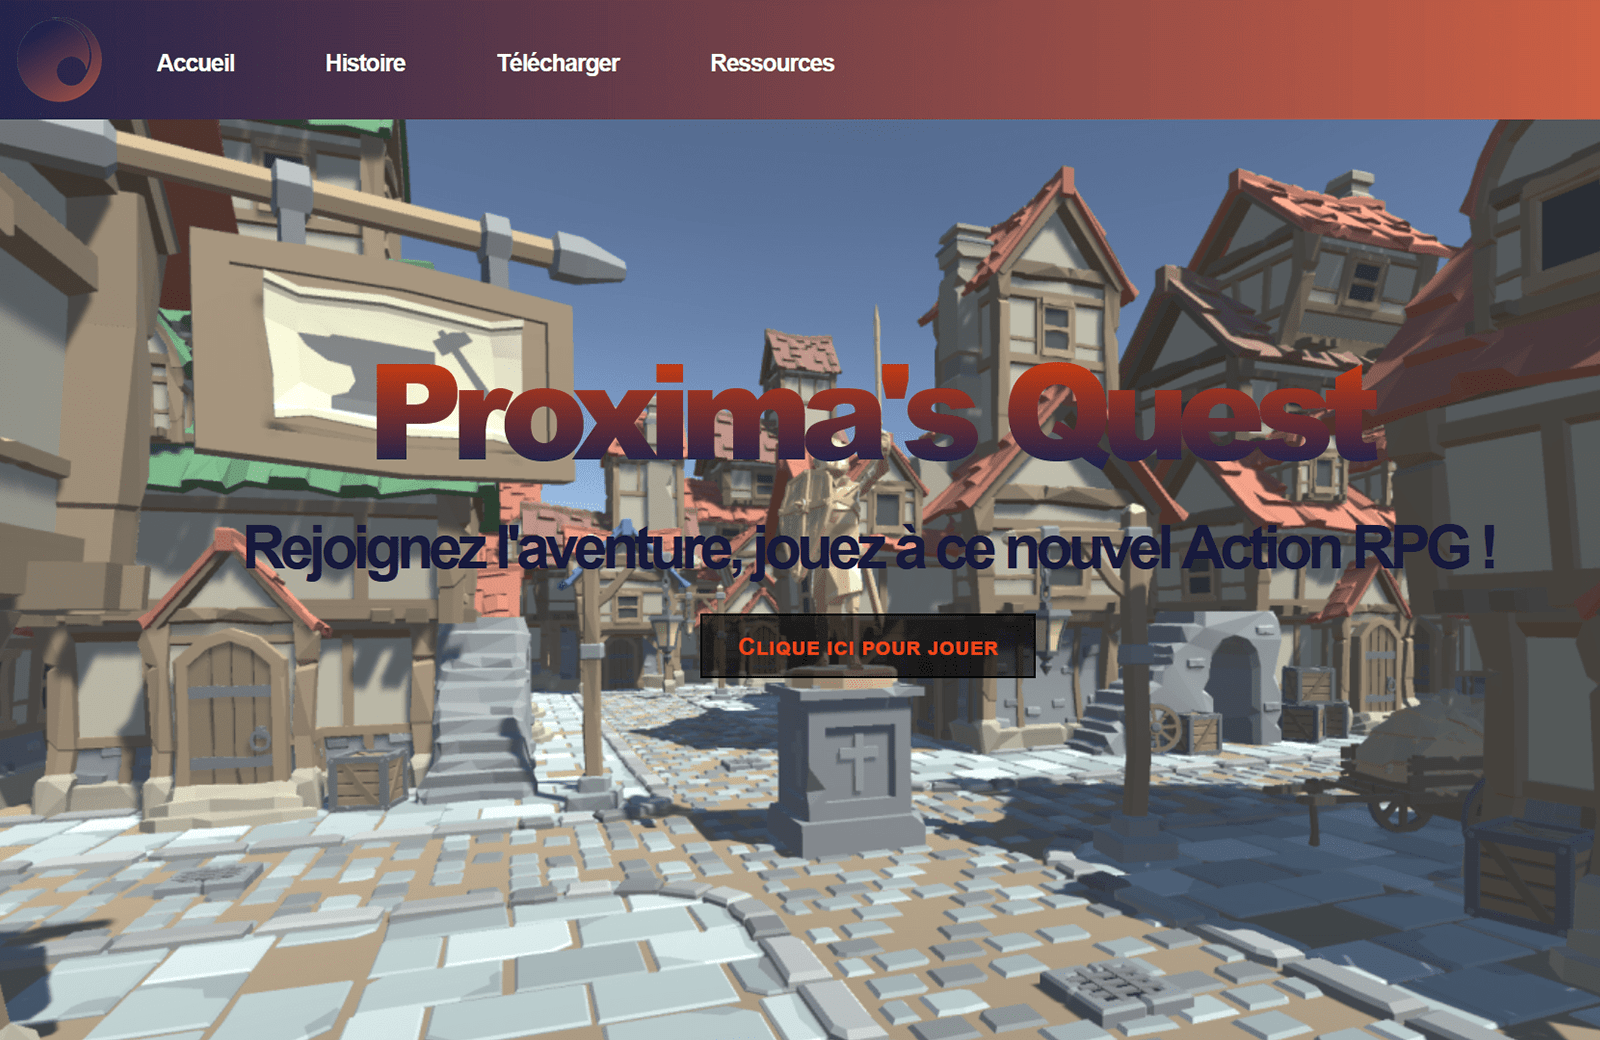 Accueil
Histoire
Télécharger
Ressources
Proxima's Quest
Rejoignez l'aventure, jouez à ce nouvel Action RPG !
Clique ici pour jouer